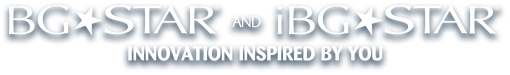 BG★STAR AND iBG★STAR
INNOVATION INSPIRED BY YOU